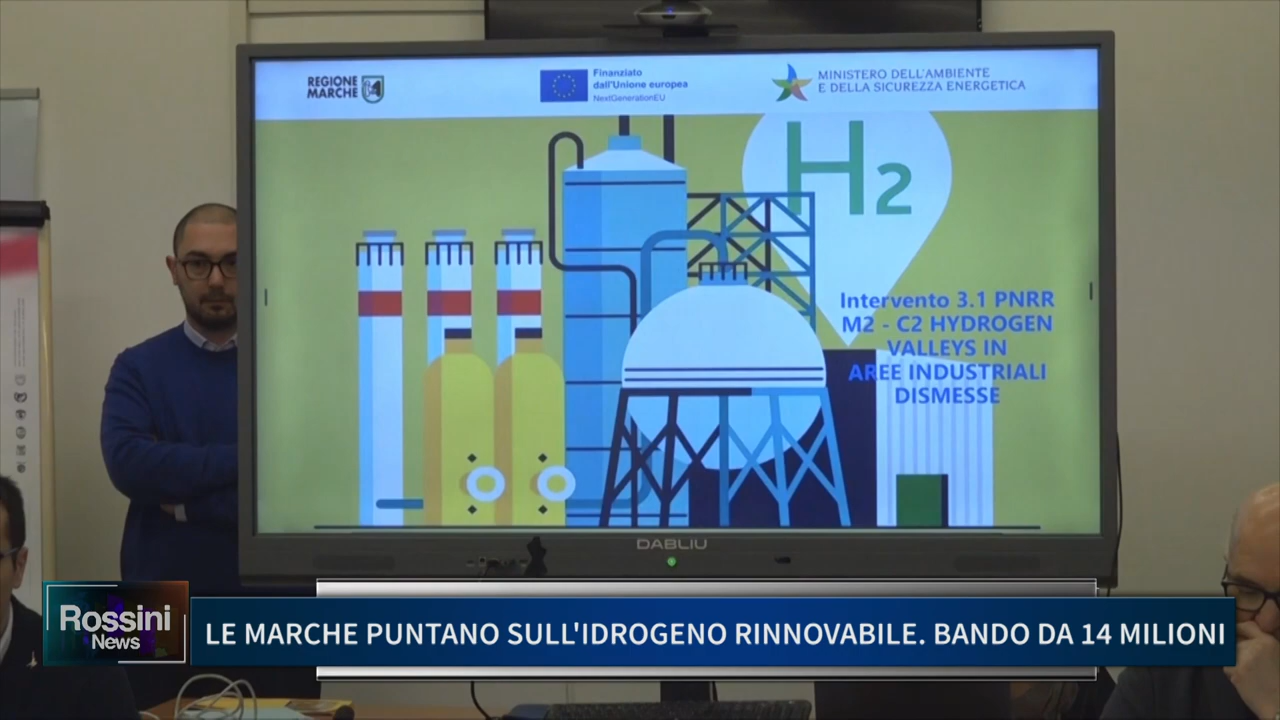 REGIONE
MARCHE
Finanziato
dall'Unione europea
NextGenerationEU
MINISTERO DELL'AMBIENTE
E DELLA SICUREZZA ENERGETICA
H2
Intervento 3.1 PNRR
M2 - C2 HYDROGEN
VALLEYS IN
AREE INDUSTRIALI
DISMESSE
DABLIU
Rossini
News
LE MARCHE PUNTANO SULL'IDROGENO RINNOVABILE. BANDO DA 14 MILIONI